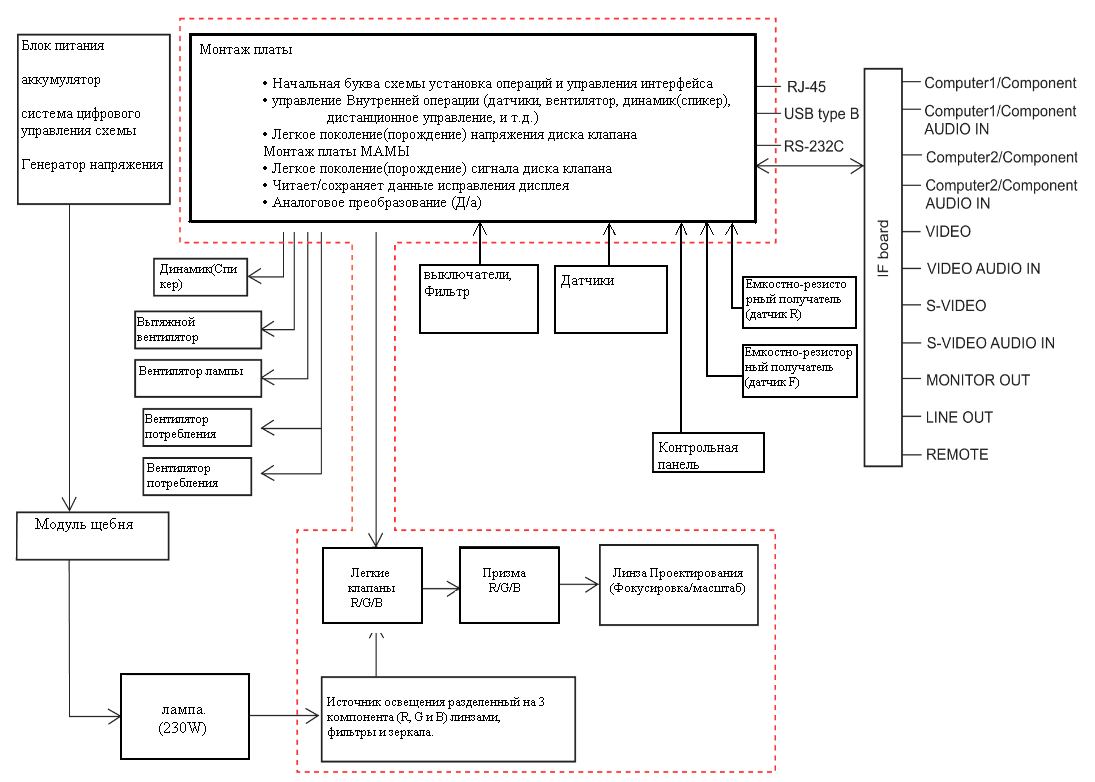 Блок питания
аккумулятор
система цифрового
управления схемы
Генератор напряжения
Монтаж платы
• Начальная буква схемы установка операций и управления интерфейса
• управление Внутренней операции (датчики, вентилятор, динамик(спикер),
дистанционное управление, и т.д.)
• Легкое поколение(порождение) напряжения диска клапана
Монтаж платы МАМЫ
• Легкое поколение(порождение) сигнала диска клапана
• Читает/сохраняет данные исправления дисплея
• Аналоговое преобразование (Д/а)
RJ-45
USB type B
RS-232C
IF board
Computer1/Component
Computer1/Component
AUDIO IN
Computer2/Component
Computer2/Component
AUDIO IN
VIDEO
VIDEO AUDIO IN
S-VIDEO
S-VIDEO AUDIO IN
MONITOR OUT
LINE OUT
REMOTE
Динамик(Спи
кер)
Вытяжной
вентилятор
Вентилятор лампы
Вентилятор
потребления
Вентилятор
потребления
выключатели,
Фильтр
Датчики
Емкостно-резисто
рный получатель
(датчик R)
Емкостно-резистор
ный получатель
(датчик F)
Контрольная
панель
Модуль щебня
Легкие
клапаны
R/G/B
Призма
R/G/B
Линза Проектирования
(Фокусировка/масштаб)
лампа.
(230W)
Источник освещения разделенный на 3
компонента (R, G и B) линзами,
фильтры и зеркала.